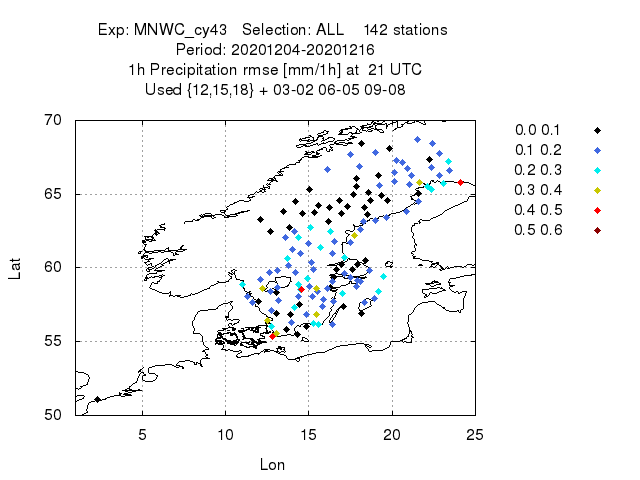 Exp: MNWC_cy43 Selection: ALL 142 stations
Period: 20201204-20201216
1h Precipitation rmse [mm/1h] at 21 UTC
Used {12,15,18} + 03-02 06-05 09-08
70
65
60
55
50
Lat
5 10 15 20 25
Lon
0.0 0.1
0.1 0.2
0.2 0.3
0.3 0.4
0.4 0.5
0.5 0.6